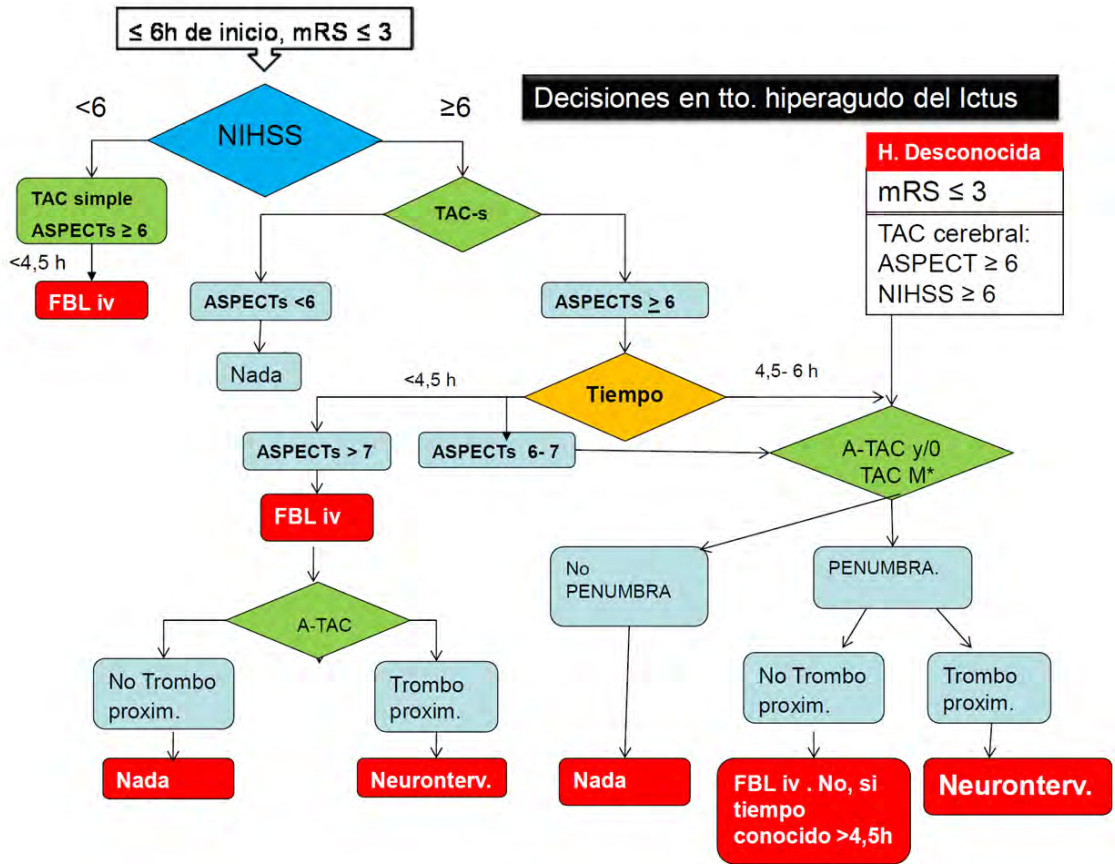 ≤ 6h de inicio, mRS ≤ 3
Decisiones en tto. hiperagudo del Ictus
<6
≥6
NIHSS
H. Desconocida
mRS ≤ 3
TAC cerebral:
ASPECT ≥ 6
NIHSS ≥ 6
TAC simple
ASPECTs ≥ 6
TAC-s
<4,5 h
FBL iv
ASPECTs <6
ASPECTS ≥ 6
Nada
<4,5 h
Tiempo
4,5- 6 h
ASPECTs > 7
ASPECTs 6- 7
A-TAC y/0
TAC M*
FBL iv
No
PENUMBRA
PENUMBRA.
A-TAC
No Trombo
proxim.
Trombo
proxim.
No Trombo
proxim.
Trombo
proxim.
Nada
Neuronterv.
Nada
FBL iv . No, si
tiempo
conocido >4,5h
Neuronterv.